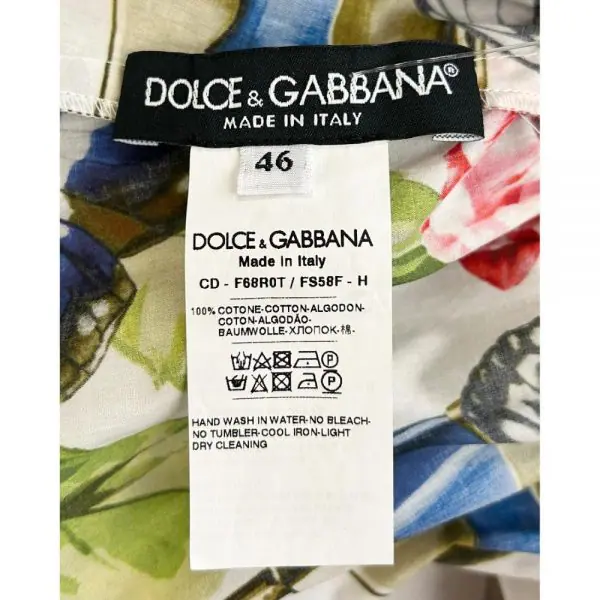 DOLCE & GABBANA®
MADE IN ITALY
46
DOLCE & GABBANA
Made in Italy
CD - F68R0T / FS58F - H
100% COTONE-COTTON-ALGODON-
COTON-ALGODÃO-
BAUMWOLLE-ХЛОПОК-棉-
P
P
HAND WASH IN WATER-NO BLEACH-
NO TUMBLER-COOL IRON-LIGHT
DRY CLEANING